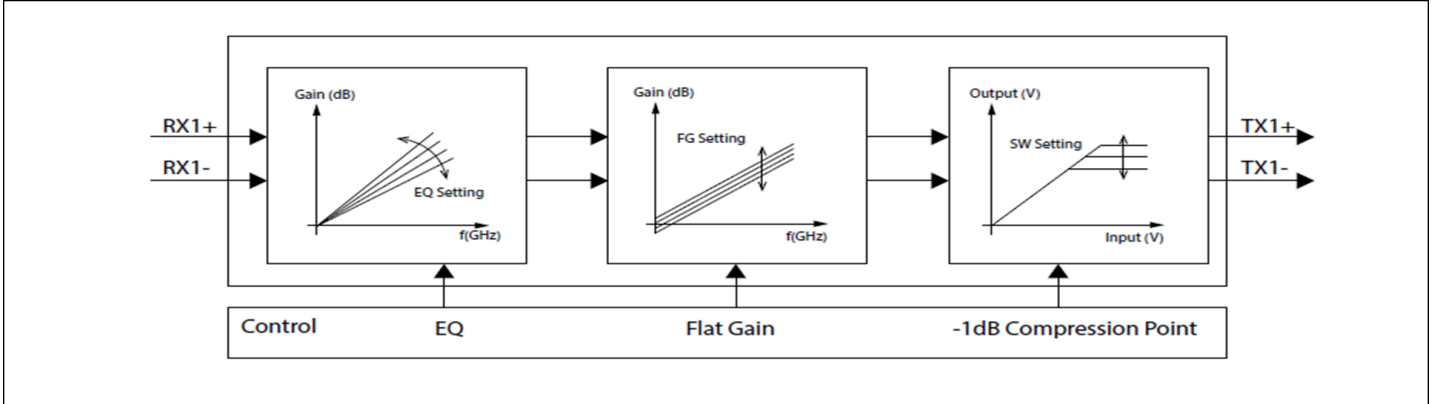 Gain (dB)
EQ Setting
f(GHz)
Gain (dB)
FG Setting
f(GHz)
Output (V)
SW Setting
Input (V)
RX1+
RX1-
TX1+
TX1-
Control
EQ
Flat Gain
-1dB Compression Point